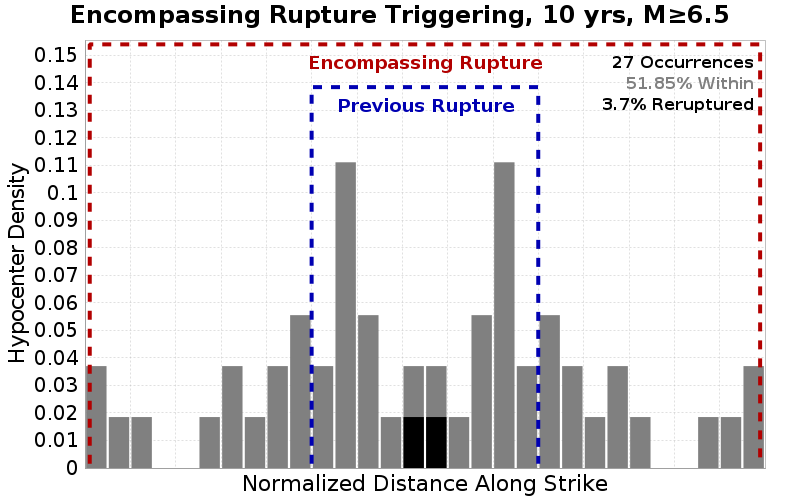 Encompassing Rupture Triggering, 10 yrs, M≥6.5
Encompassing Rupture
Previous Rupture
27 Occurrences
51.85% Within
3.7% Reruptured
Hypocenter Density
0.15
0.14
0.13
0.12
0.11
0.1
0.09
0.08
0.07
0.06
0.05
0.04
0.03
0.02
0.01
0
Normalized Distance Along Strike